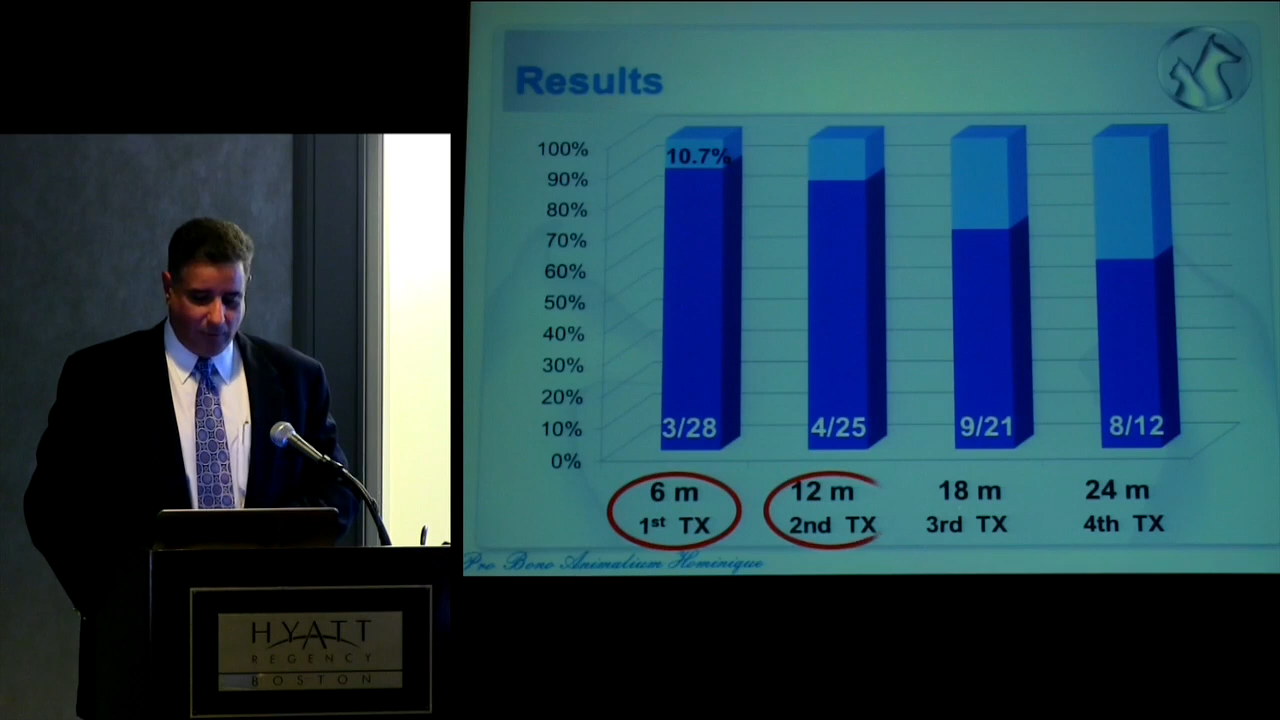 Results
100%
90%
80%
70%
60%
50%
40%
30%
20%
10%
0%
10.7%
3/28
4/25
9/21
8/12
6 m
1st TX
12 m
2nd TX
18 m
3rd TX
24 m
4th TX
Pro Bono Animalium Hominique
HYATT
REGENCY
BOSTON